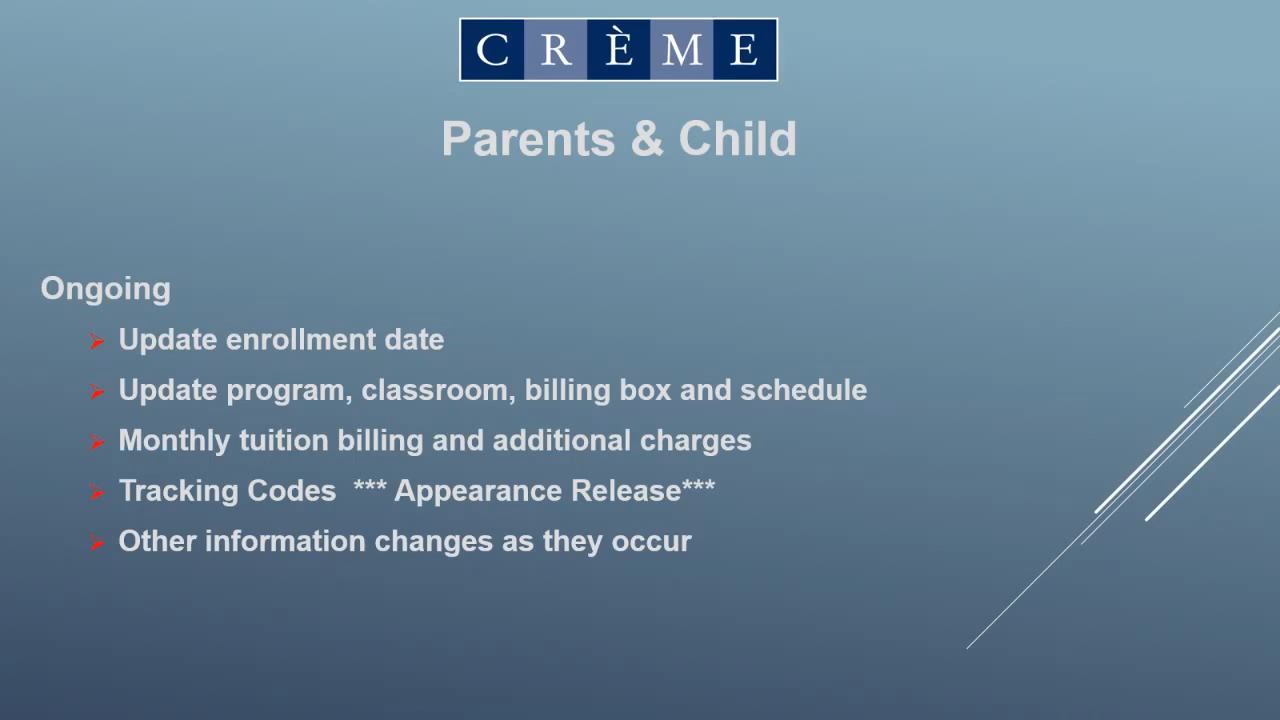 CRÈME
Parents & Child
Ongoing
Update enrollment date
Update program, classroom, billing box and schedule
Monthly tuition billing and additional charges
Tracking Codes  *** Appearance Release***
Other information changes as they occur